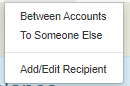 Between Accounts
To Someone Else
Add/Edit Recipient